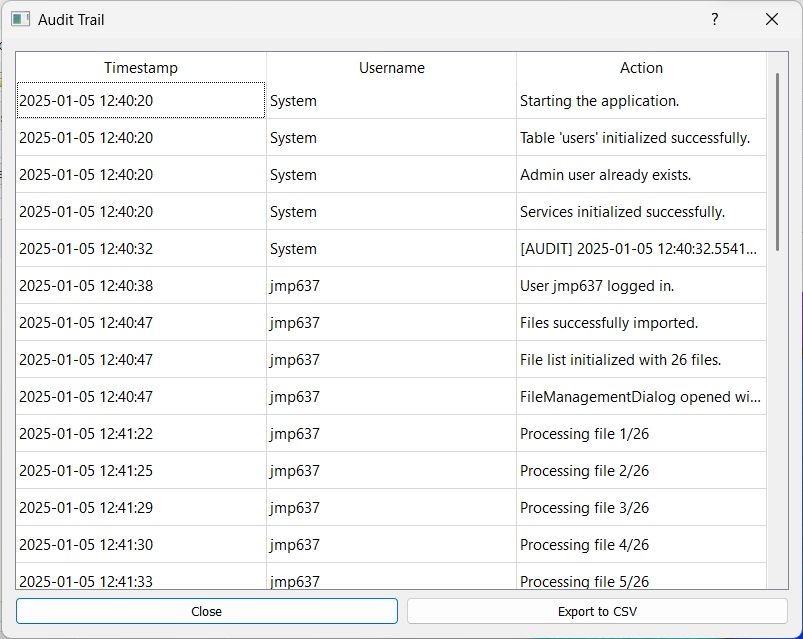 Audit Trail
?
Timestamp Username Action
2025-01-05 12:40:20 System Starting the application.
2025-01-05 12:40:20 System Table 'users' initialized successfully.
2025-01-05 12:40:20 System Admin user already exists.
2025-01-05 12:40:20 System Services initialized successfully.
2025-01-05 12:40:32 System [AUDIT] 2025-01-05 12:40:32.5541...
2025-01-05 12:40:38 jmp637 User jmp637 logged in.
2025-01-05 12:40:47 jmp637 Files successfully imported.
2025-01-05 12:40:47 jmp637 File list initialized with 26 files.
2025-01-05 12:40:47 jmp637 FileManagementDialog opened wi...
2025-01-05 12:41:22 jmp637 Processing file 1/26
2025-01-05 12:41:25 jmp637 Processing file 2/26
2025-01-05 12:41:29 jmp637 Processing file 3/26
2025-01-05 12:41:30 jmp637 Processing file 4/26
2025-01-05 12:41:33 jmp637 Processing file 5/26
Close Export to CSV